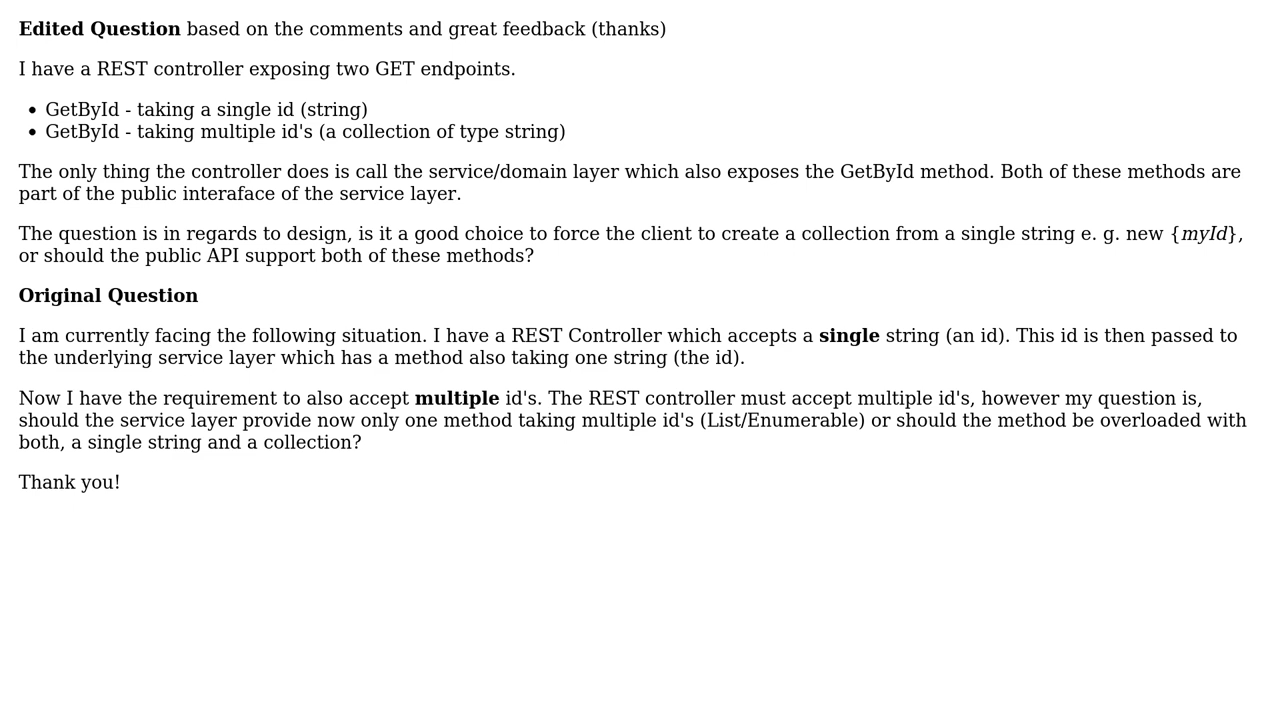 Edited Question based on the comments and great feedback (thanks)
I have a REST controller exposing two GET endpoints.
• GetById - taking a single id (string)
• GetById - taking multiple id's (a collection of type string)
The only thing the controller does is call the service/domain layer which also exposes the GetById method. Both of these methods are
part of the public interaface of the service layer.
The question is in regards to design, is it a good choice to force the client to create a collection from a single string e. g. new {myId},
or should the public API support both of these methods?
Original Question
I am currently facing the following situation. I have a REST Controller which accepts a single string (an id). This id is then passed to
the underlying service layer which has a method also taking one string (the id).
Now I have the requirement to also accept multiple id's. The REST controller must accept multiple id's, however my question is,
should the service layer provide now only one method taking multiple id's (List/Enumerable) or should the method be overloaded with
both, a single string and a collection?
Thank you!